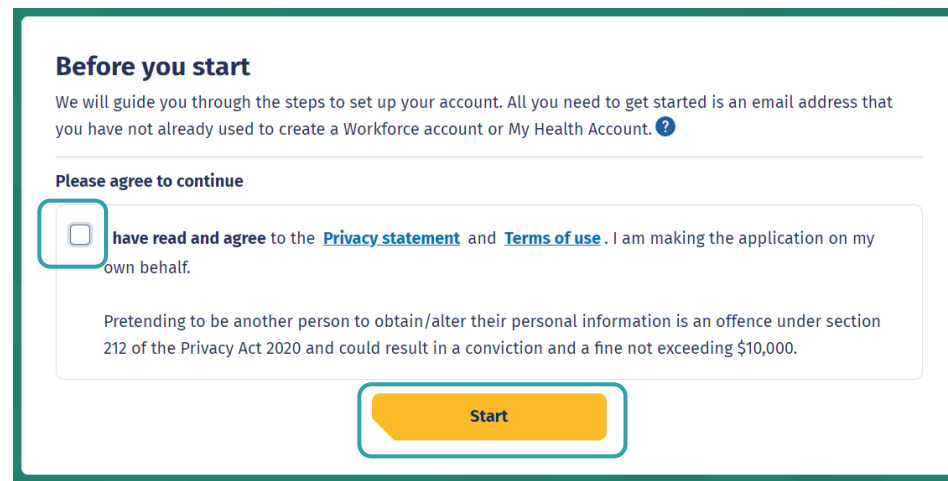 Before you start
We will guide you through the steps to set up your account. All you need to get started is an email address that
you have not already used to create a Workforce account or My Health Account. ?
Please agree to continue
have read and agree to the Privacy statement and Terms of use. I am making the application on my
own behalf.
Pretending to be another person to obtain/alter their personal information is an offence under section
212 of the Privacy Act 2020 and could result in a conviction and a fine not exceeding $10,000.
Start